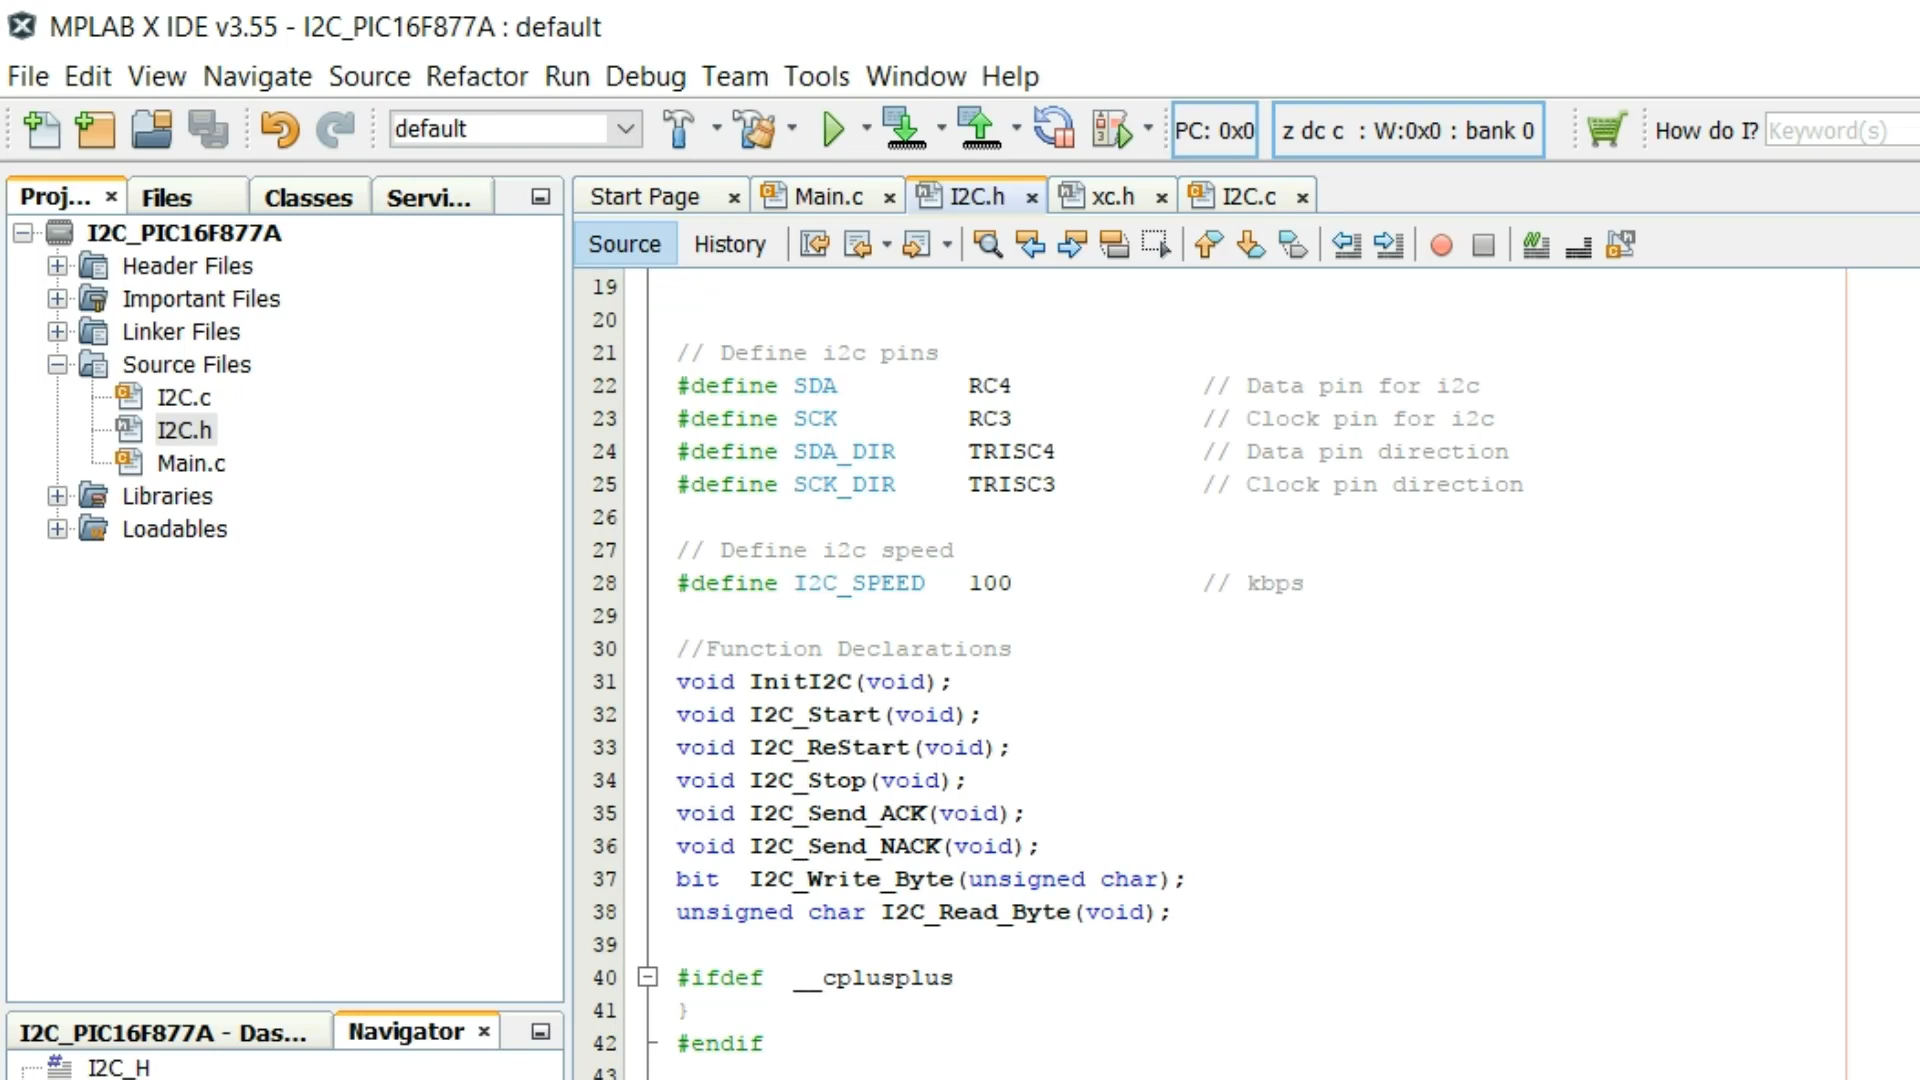 MPLAB X IDE v3.55 - I2C_PIC16F877A : default
File Edit View Navigate Source Refactor Run Debug Team Tools Window Help
default
PC: 0x0
z dc c : W:0x0 : bank 0
How do I?
Keyword(s)
Proj...
Files
Classes
Servi...
Start Page
Main.c
I2C.h
xc.h
I2C.c
I2C_PIC16F877A
Header Files
Important Files
Linker Files
Source Files
I2C.c
I2C.h
Main.c
Libraries
Loadables
Source
History
19
20
21 // Define i2c pins
22 #define SDA RC4 // Data pin for i2c
23 #define SCK RC3 // Clock pin for i2c
24 #define SDA_DIR TRISC4 // Data pin direction
25 #define SCK_DIR TRISC3 // Clock pin direction
26
27 // Define i2c speed
28 #define I2C_SPEED 100 // kbps
29
30 //Function Declarations
31 void InitI2C(void);
32 void I2C_Start(void);
33 void I2C_ReStart(void);
34 void I2C_Stop(void);
35 void I2C_Send_ACK(void);
36 void I2C_Send_NACK(void);
37 bit I2C_Write_Byte(unsigned char);
38 unsigned char I2C_Read_Byte(void);
39
40 #ifdef __cplusplus
41 }
42 #endif
43
I2C_PIC16F877A - Das...
Navigator
I2C_H